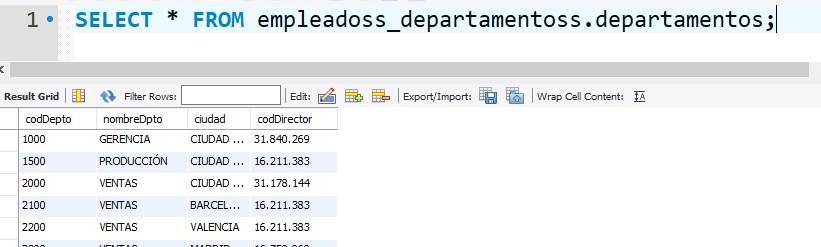 1 SELECT * FROM empleadoss_departamentoss.departamentos;
Result Grid Filter Rows: Edit: Export/Import: Wrap Cell Content:
codDepto nombreDpto ciudad codDirector
1000 GERENCIA CIUDAD ... 31.840.269
1500 PRODUCCIÓN CIUDAD ... 16.211.383
2000 VENTAS CIUDAD ... 31.178.144
2100 VENTAS BARCEL... 16.211.383
2200 VENTAS VALENCIA 16.211.383
VENTAS